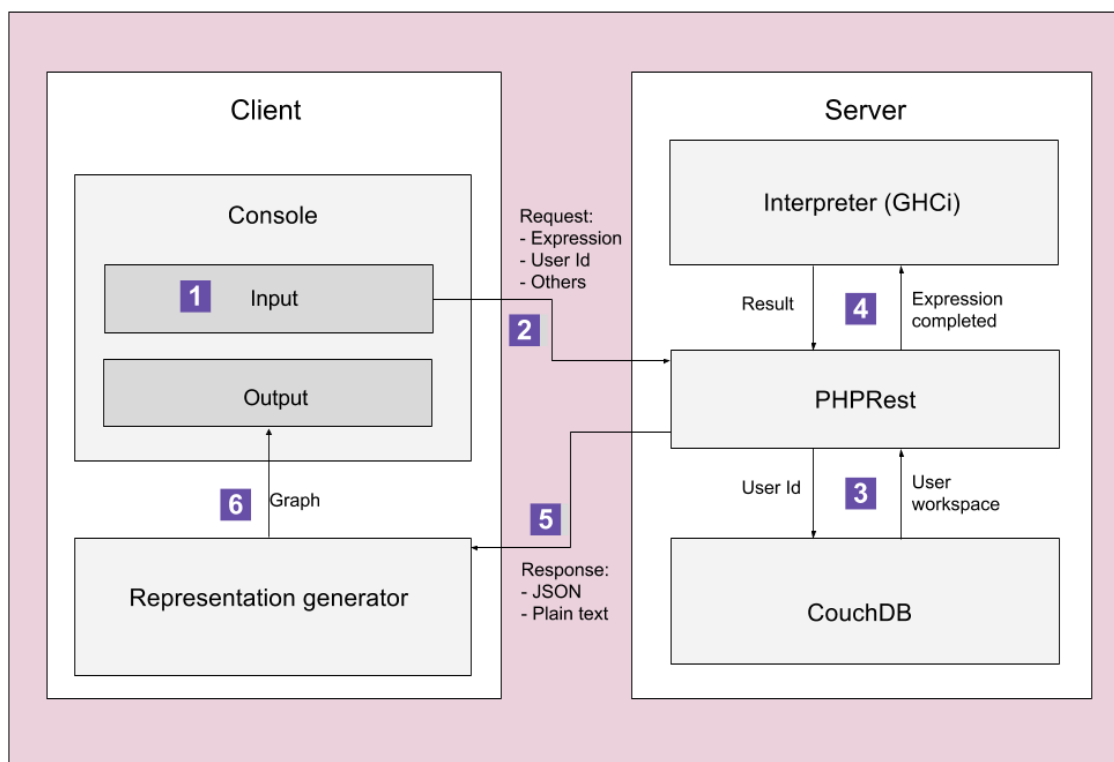 Client
Console
1
Input
Output
6
Graph
Representation generator
Request:
- Expression
- User Id
- Others
2
5
Response:
- JSON
- Plain text
Server
Interpreter (GHCi)
Result
4
Expression
completed
PHPRest
User Id
3
User
workspace
CouchDB